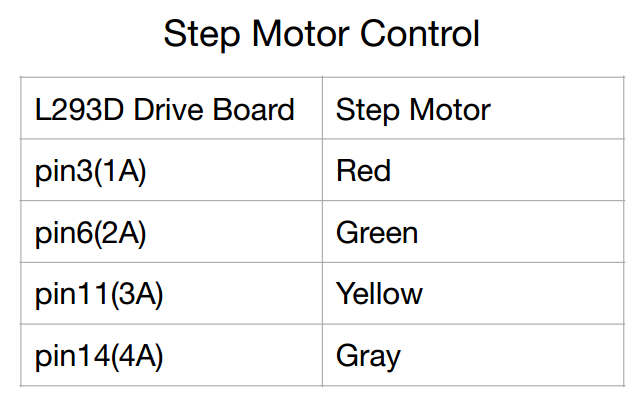 Step Motor Control
L293D Drive Board Step Motor
pin3(1A) Red
pin6(2A) Green
pin11(3A) Yellow
pin14(4A) Gray